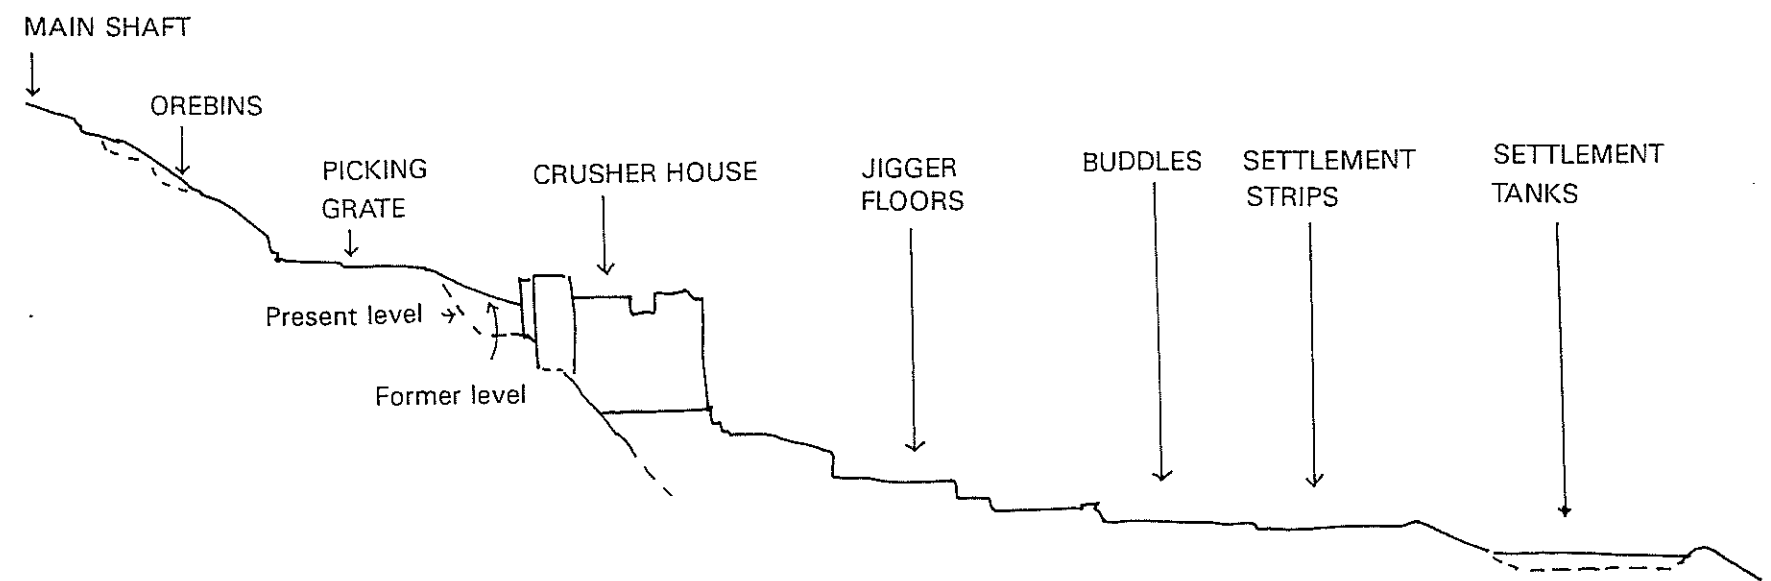 MAIN SHAFT
OREBINS
PICKING
GRATE
CRUSHER HOUSE
JIGGER
FLOORS
BUDDLES
SETTLEMENT
STRIPS
SETTLEMENT
TANKS
Present level
Former level